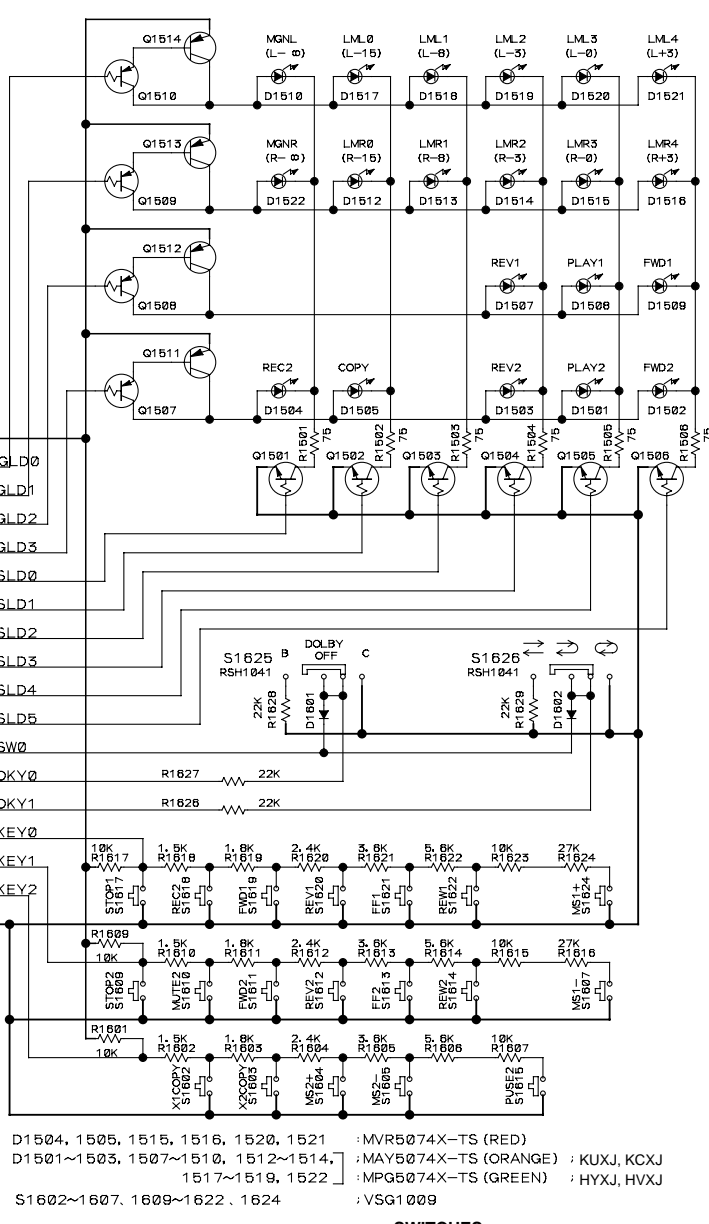 Q1514 MGNL LML0 LML1 LML2 LML3 LML4
(L-∞) (L-15) (L-8) (L-3) (L-0) (L+3)
Q1510 D1510 D1517 D1518 D1519 D1520 D1521
Q1513 MGNR LMR0 LMR1 LMR2 LMR3 LMR4
(R-∞) (R-15) (R-8) (R-3) (R-0) (R+3)
Q1509 D1522 D1512 D1513 D1514 D1515 D1516
Q1512 REV1 PLAY1 FWD1
Q1508 D1507 D1508 D1509
Q1511 REC2 COPY REV2 PLAY2 FWD2
Q1507 D1504 D1505 D1503 D1501 D1502
R1501 75 R1502 75 R1503 75 R1504 75 R1505 75 R1506 75
Q1501 Q1502 Q1503 Q1504 Q1505 Q1506
GLD0
GLD1
GLD2
GLD3
SLD0
SLD1
SLD2
SLD3
SLD4
SLD5
S1625 B DOLBY OFF C
RSH1041
S1626
RSH1041
22K R1628 D1601 22K R1629 D1602
SW0
OKY0 R1627 22K
OKY1 R1626 22K
KEY0
KEY1
KEY2
10K 1.5K 1.8K 2.4K 3.6K 5.6K 10K 27K
R1617 R1618 R1619 R1620 R1621 R1622 R1623 R1624
STOP1 REC2 FWD1 REV1 FF1 REW1 MS1+
S1617 S1618 S1619 S1620 S1621 S1622 S1624
R1609 1.5K 1.8K 2.4K 3.6K 5.6K 10K 27K
10K R1610 R1611 R1612 R1613 R1614 R1615 R1616
STOP2 MUTE2 FWD2 REV2 FF2 REW2 MS1-
S1609 S1610 S1611 S1612 S1613 S1614 S1607
R1601 1.5K 1.8K 2.4K 3.6K 5.6K 10K
10K R1602 R1603 R1604 R1605 R1606 R1607
X1COPY X2COPY MS2+ MS2- PUSE2
S1602 S1603 S1604 S1605 S1615
D1504, 1505, 1515, 1516, 1520, 1521 :MVR5074X-TS (RED)
D1501~1503, 1507~1510, 1512~1514, ;MAY5074X-TS (ORANGE) ; KUXJ, KCXJ
1517~1519, 1522 :MPG5074X-TS (GREEN) ; HYXJ, HVXJ
S1602~1607, 1609~1622, 1624 ;VSG1009